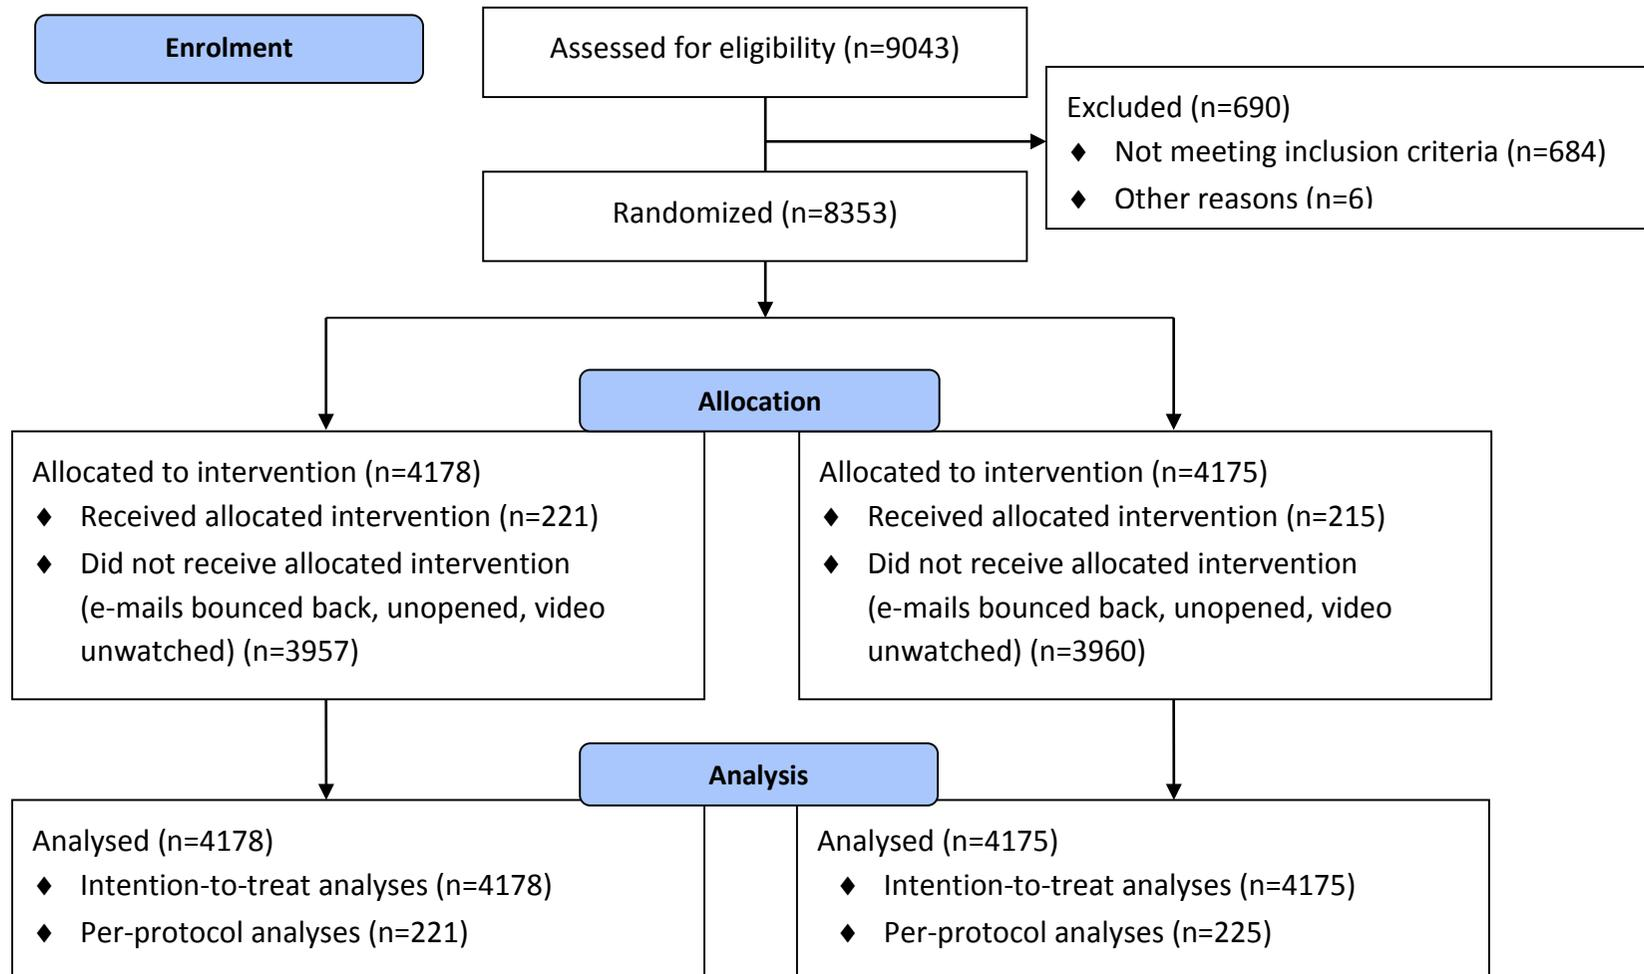 Enrolment
Assessed for eligibility (n=9043)
Excluded (n=690)
♦ Not meeting inclusion criteria (n=684)
♦ Other reasons (n=6)
Randomized (n=8353)
Allocation
Allocated to intervention (n=4178)
♦ Received allocated intervention (n=221)
♦ Did not receive allocated intervention
(e-mails bounced back, unopened, video
unwatched) (n=3957)
Allocated to intervention (n=4175)
♦ Received allocated intervention (n=215)
♦ Did not receive allocated intervention
(e-mails bounced back, unopened, video
unwatched) (n=3960)
Analysis
Analysed (n=4178)
♦ Intention-to-treat analyses (n=4178)
♦ Per-protocol analyses (n=221)
Analysed (n=4175)
♦ Intention-to-treat analyses (n=4175)
♦ Per-protocol analyses (n=225)